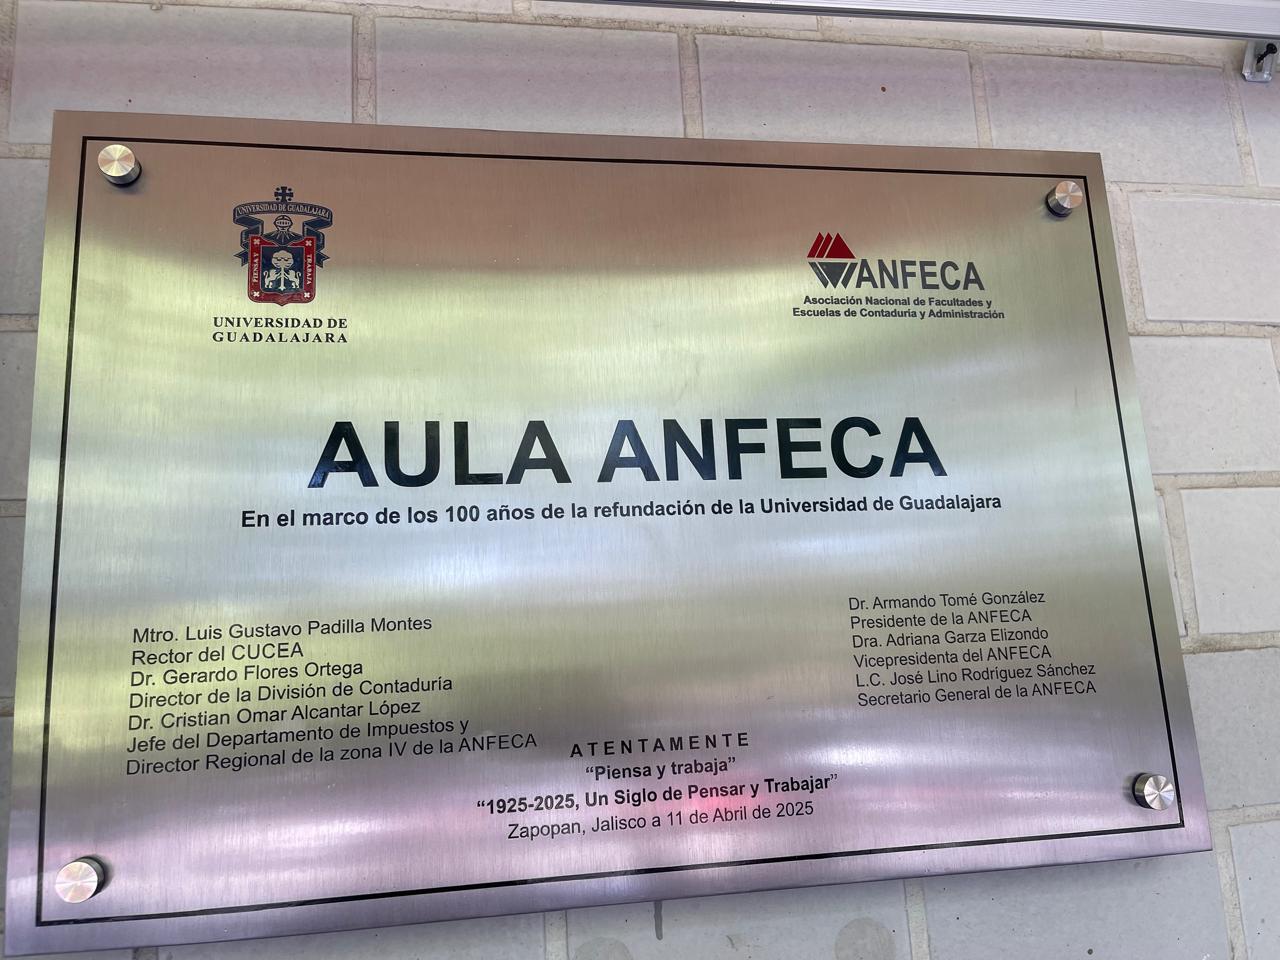 UNIVERSIDAD DE GUADALAJARA
PIENSA Y
TRABAJA
UNIVERSIDAD DE
GUADALAJARA
ANFECA
Asociación Nacional de Facultades y
Escuelas de Contaduría y Administración
AULA ANFECA
En el marco de los 100 años de la refundación de la Universidad de Guadalajara
Mtro. Luis Gustavo Padilla Montes
Rector del CUCEA
Dr. Gerardo Flores Ortega
Director de la División de Contaduría
Dr. Cristian Omar Alcantar López
Jefe del Departamento de Impuestos y
Director Regional de la zona IV de la ANFECA
Dr. Armando Tomé González
Presidente de la ANFECA
Dra. Adriana Garza Elizondo
Vicepresidenta del ANFECA
L.C. José Lino Rodríguez Sánchez
Secretario General de la ANFECA
ATENTAMENTE
“Piensa y trabaja”
“1925-2025, Un Siglo de Pensar y Trabajar”
Zapopan, Jalisco a 11 de Abril de 2025